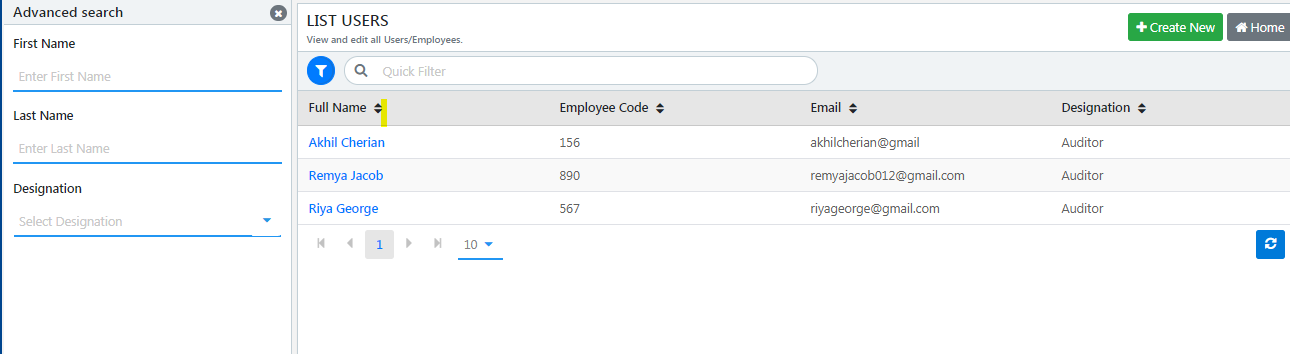 Advanced search
First Name
Enter First Name
Last Name
Enter Last Name
Designation
Select Designation
LIST USERS
View and edit all Users/Employees.
Create New
Home
Quick Filter
Full Name Employee Code Email Designation
Akhil Cherian 156 akhilcherian@gmail Auditor
Remya Jacob 890 remyajacob012@gmail.com Auditor
Riya George 567 riyageorge@gmail.com Auditor
1 10